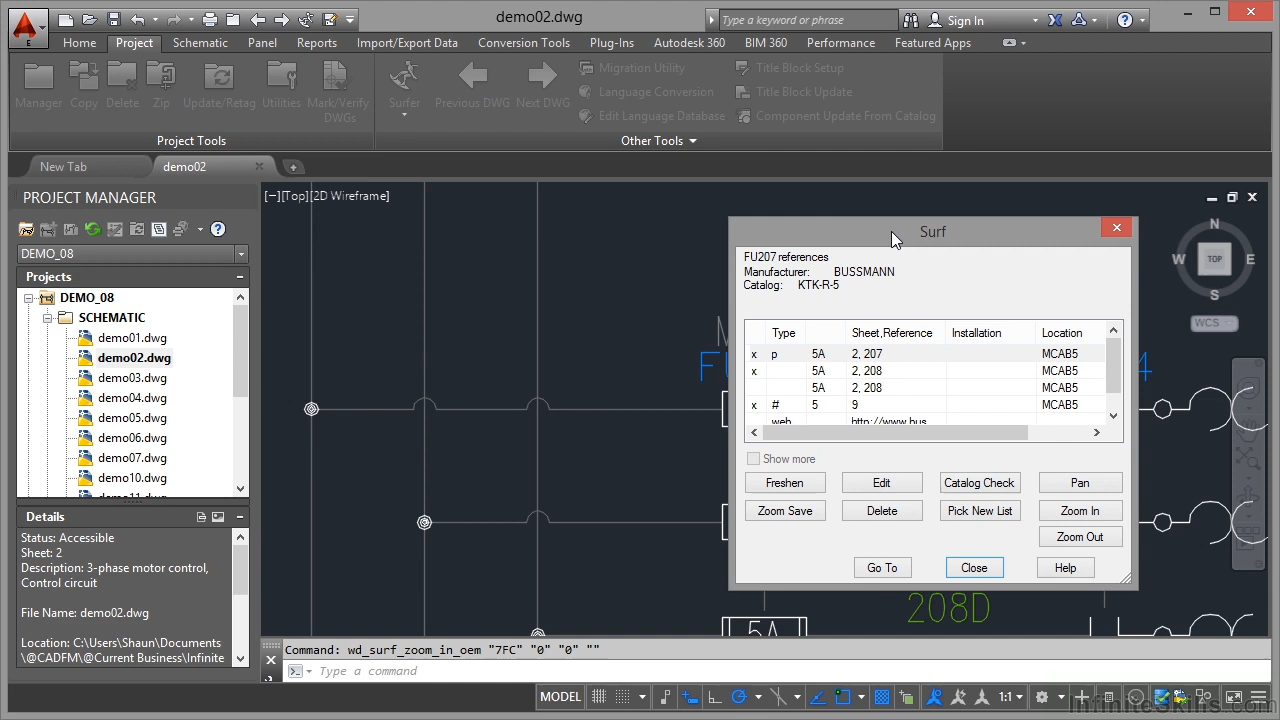 demo02.dwg
Type a keyword or phrase
Sign In
E
Home Project Schematic Panel Reports Import/Export Data Conversion Tools Plug-Ins Autodesk 360 BIM 360 Performance Featured Apps
Manager Copy Delete Zip Update/Retag Utilities Mark/Verify DWGs
Surfer Previous DWG Next DWG
Migration Utility Title Block Setup
Language Conversion Title Block Update
Edit Language Database Component Update From Catalog
Project Tools Other Tools
New Tab demo02
PROJECT MANAGER
[−][Top][2D Wireframe]
DEMO_08
Projects
DEMO_08
SCHEMATIC
demo01.dwg
demo02.dwg
demo03.dwg
demo04.dwg
demo05.dwg
demo06.dwg
demo07.dwg
demo10.dwg
Details
Status: Accessible
Sheet: 2
Description: 3-phase motor control,
Control circuit
File Name: demo02.dwg
Location: C:\Users\Shaun\Documents
\@CADFM\@Current Business\Infinite
Surf
FU207 references
Manufacturer: BUSSMANN
Catalog: KTK-R-5
Type Sheet,Reference Installation Location
x p 5A 2, 207 MCAB5
x 5A 2, 208 MCAB5
5A 2, 208 MCAB5
x # 5 9 MCAB5
web http://www.bus
Show more
Freshen Edit Catalog Check Pan
Zoom Save Delete Pick New List Zoom In
Zoom Out
Go To Close Help
N
W TOP E
S
WCS
208D
5A
Command: wd_surf_zoom_in_oem "7FC" "0" "0" ""
Type a command
MODEL
1:1
InfiniteSkills.com